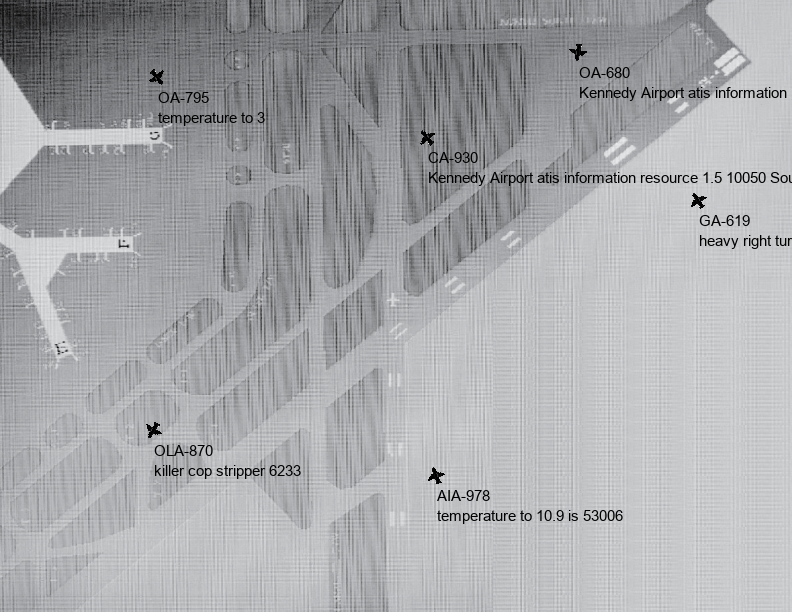 OA-680
Kennedy Airport atis information
OA-795
temperature to 3
CA-930
Kennedy Airport atis information resource 1.5 10050 Sou
GA-619
heavy right tur
OLA-870
killer cop stripper 6233
AIA-978
temperature to 10.9 is 53006